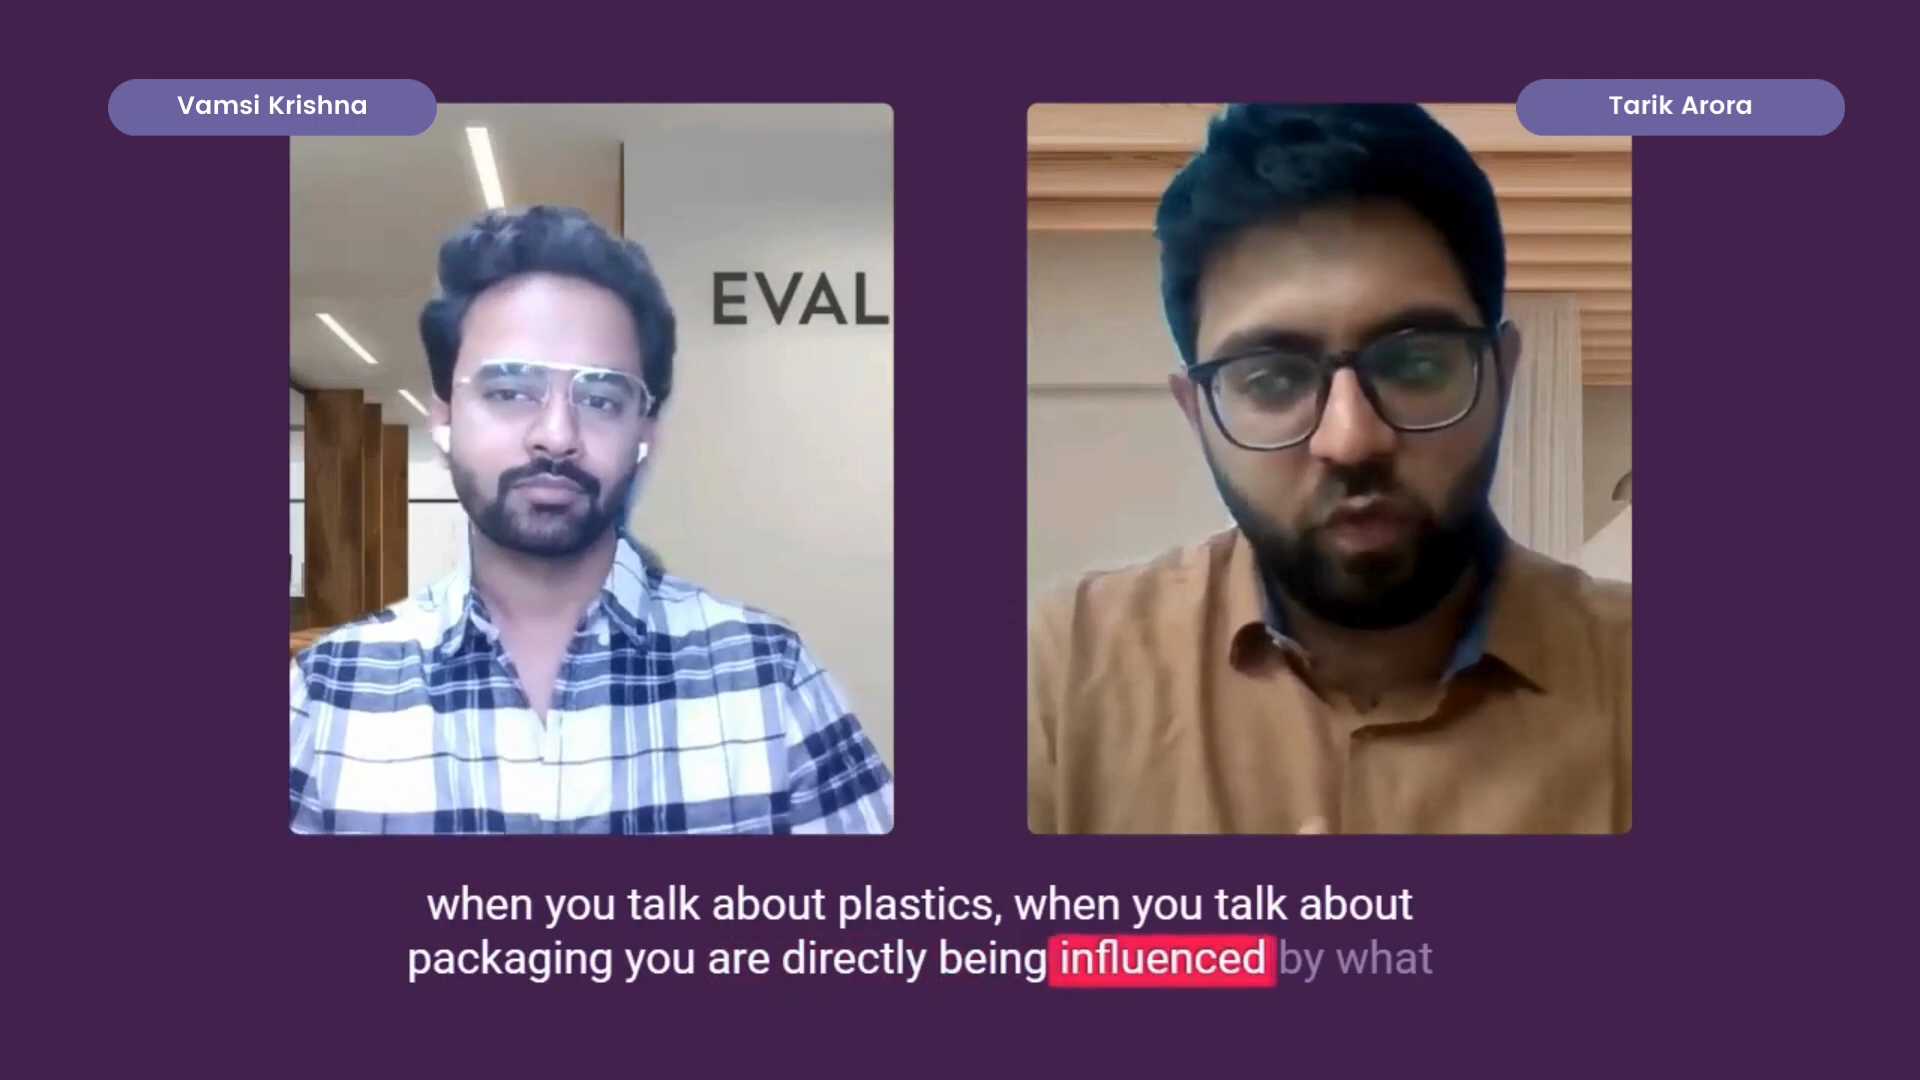 Vamsi Krishna
Tarik Arora
EVAL
when you talk about plastics, when you talk about
packaging you are directly being influenced by what